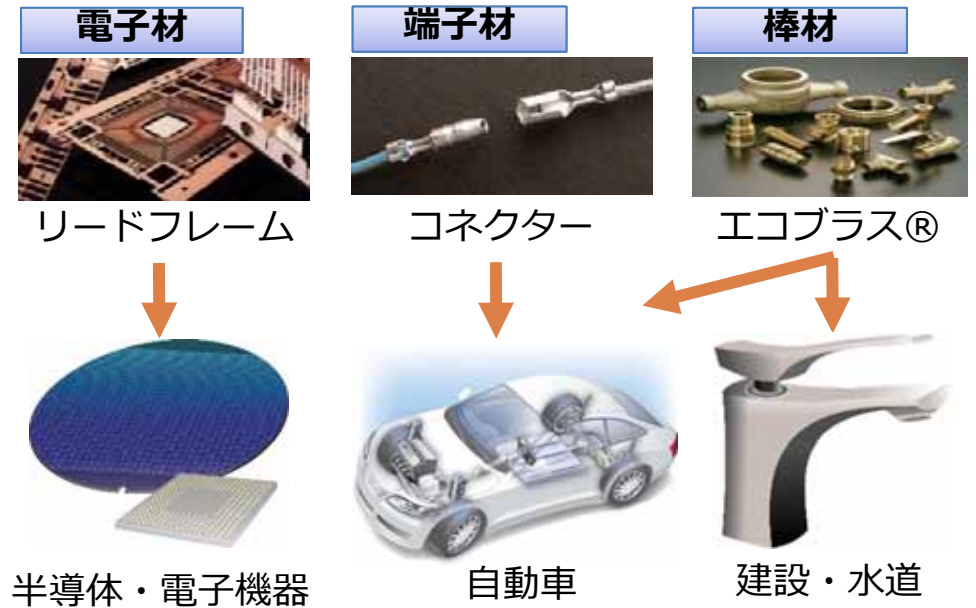 電子材
端子材
棒材
リードフレーム
コネクター
エコブラス®
半導体・電子機器
自動車
建設・水道